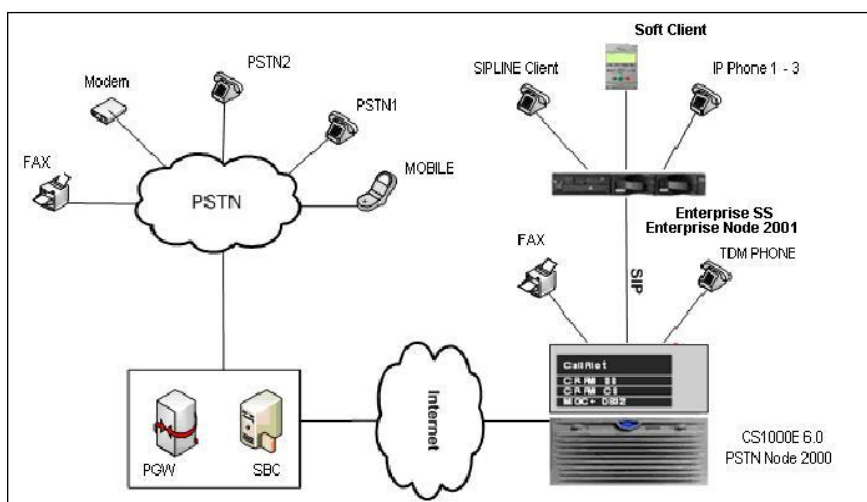 Soft Client
PSTN2
SIPLINE Client
IP Phone 1 - 3
Modem
PSTN1
FAX
MOBILE
PSTN
Enterprise SS
Enterprise Node 2001
FAX
TDM PHONE
SIP
Internet
CS1000E 6.0
PSTN Node 2000
PGW
SBC